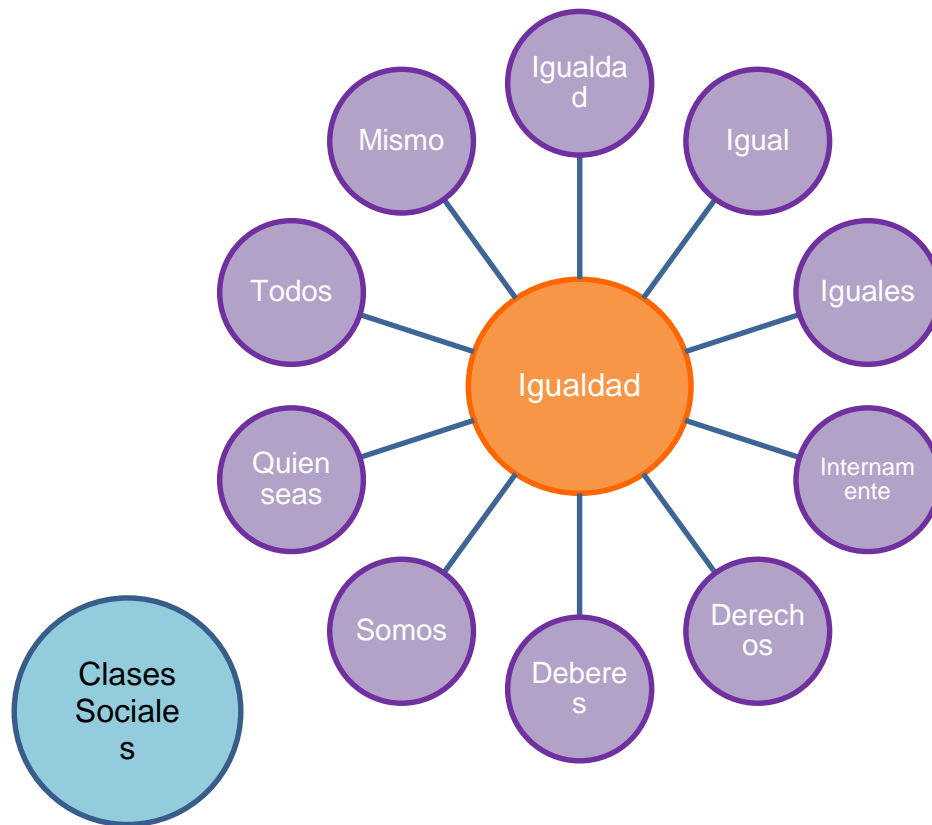 Igualda
d
Igual
Iguales
Internam
ente
Derech
os
Debere
s
Somos
Quien
seas
Todos
Mismo
Igualdad
Clases
Sociale
s